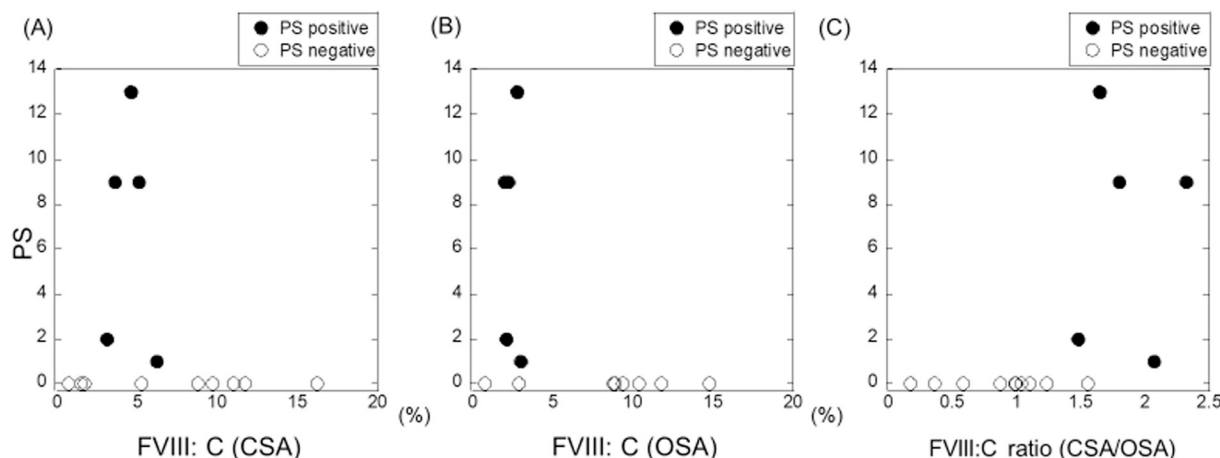 (A)
PS positive
PS negative
14
12
10
8
6
4
2
0
PS
0 5 10 15 20
(%)
FVIII: C (CSA)
(B)
PS positive
PS negative
14
12
10
8
6
4
2
0
0 5 10 15 20
(%)
FVIII: C (OSA)
(C)
PS positive
PS negative
14
12
10
8
6
4
2
0
0 0.5 1 1.5 2 2.5
FVIII:C ratio (CSA/OSA)